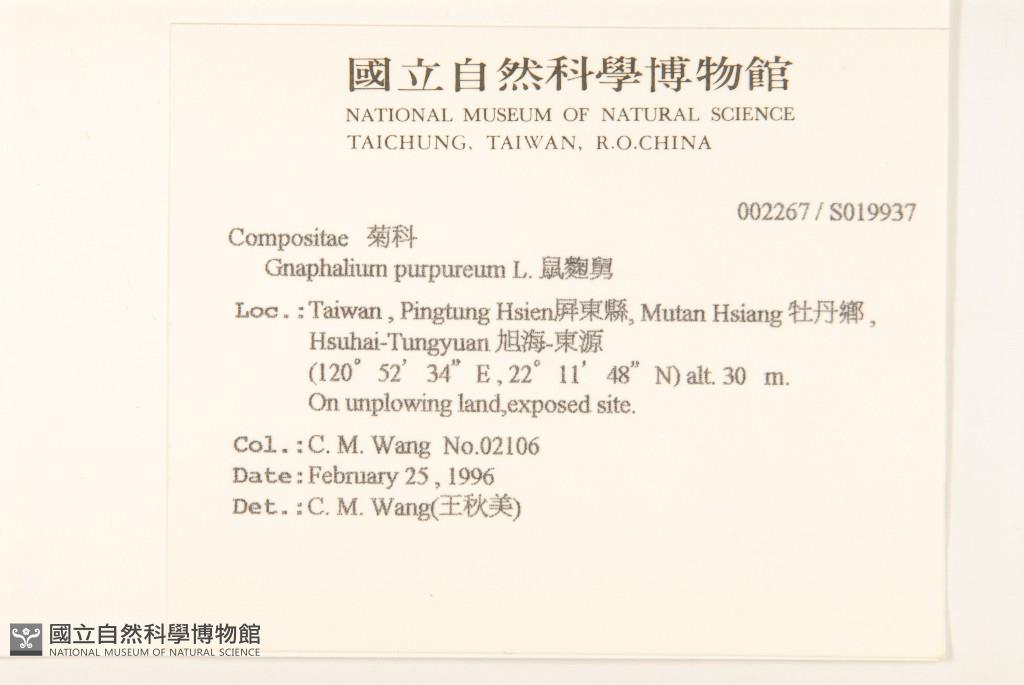 國立自然科學博物館
NATIONAL MUSEUM OF NATURAL SCIENCE
TAICHUNG, TAIWAN, R.O.CHINA
002267 / S019937
Compositae 菊科
Gnaphalium purpureum L. 鼠麴舅
Loc.: Taiwan , Pingtung Hsien屏東縣, Mutan Hsiang 牡丹鄉 ,
Hsuhai-Tungyuan 旭海-東源
(120° 52′ 34” E , 22° 11′ 48” N) alt. 30 m.
On unplowing land,exposed site.
Col.: C. M. Wang No.02106
Date: February 25 , 1996
Det.: C. M. Wang(王秋美)
國立自然科學博物館
NATIONAL MUSEUM OF NATURAL SCIENCE